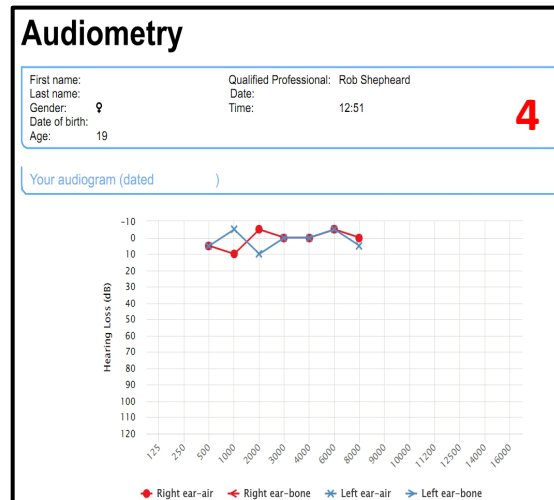 Audiometry
First name: Qualified Professional: Rob Shepheard
Last name: Date:
Gender: ♀ Time: 12:51
Date of birth:
Age: 19
4
Your audiogram (dated )
-10
0
10
20
30
40
50
60
70
80
90
100
110
120
Hearing Loss (dB)
125 250 500 1000 2000 3000 4000 6000 8000 9000 10000 11200 12500 14000 16000
Right ear-air Right ear-bone Left ear-air Left ear-bone